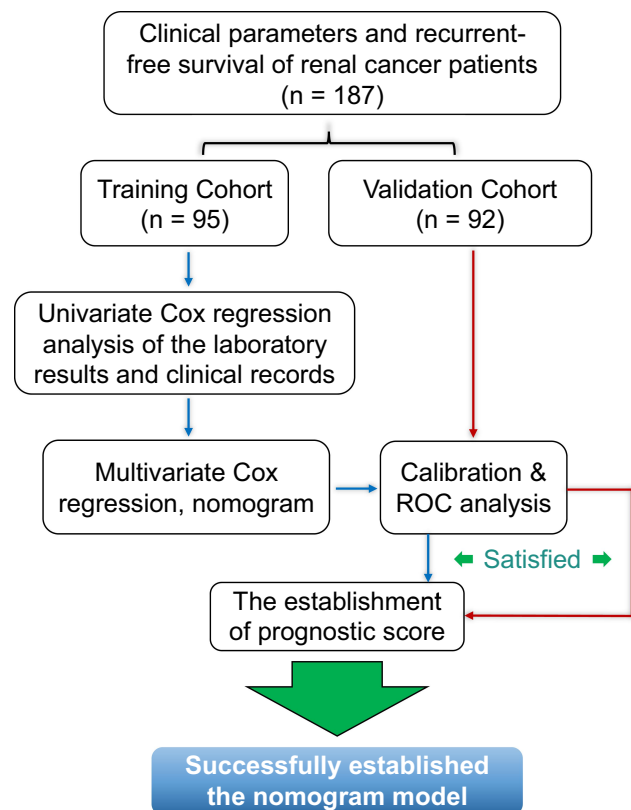 Clinical parameters and recurrent-
free survival of renal cancer patients
(n = 187)
Training Cohort
(n = 95)
Validation Cohort
(n = 92)
Univariate Cox regression
analysis of the laboratory
results and clinical records
Multivariate Cox
regression, nomogram
Calibration &
ROC analysis
Satisfied
The establishment
of prognostic score
Successfully established
the nomogram model